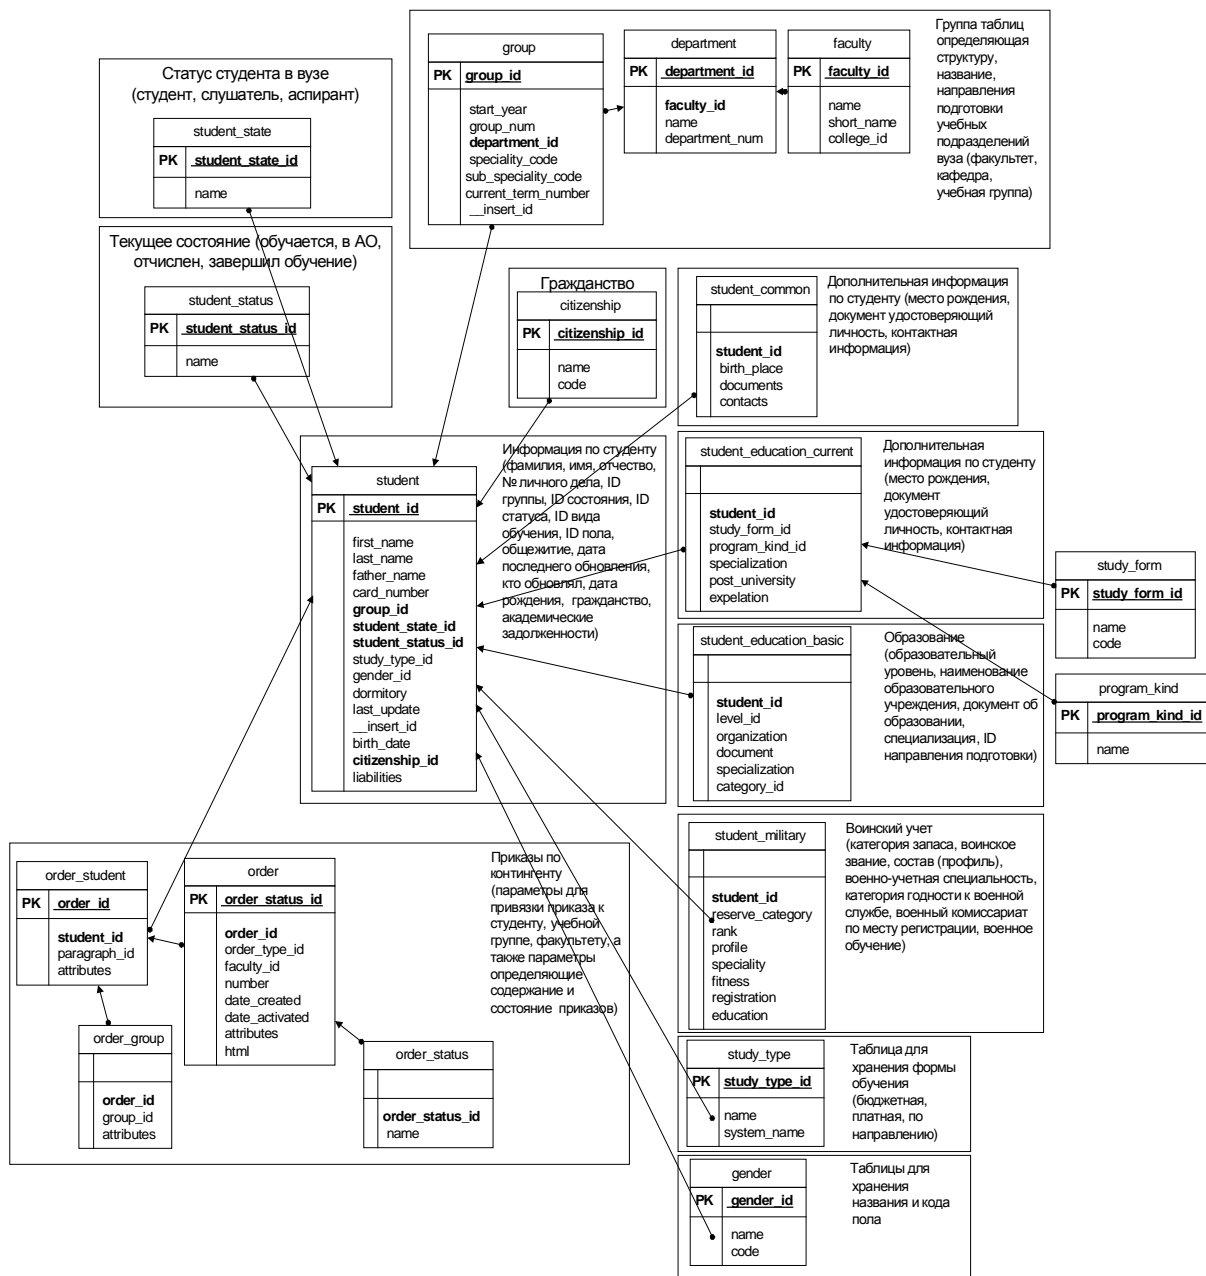 group
PK group_id
start_year
group_num
department_id
speciality_code
sub_speciality_code
current_term_number
__insert_id
department
PK department_id
faculty_id
name
department_num
faculty
PK faculty_id
name
short_name
college_id
Группа таблиц
определяющая
структуру,
название,
направления
подготовки
учебных
подразделений
вуза (факультет,
кафедра,
учебная группа)
Статус студента в вузе
(студент, слушатель, аспирант)
student_state
PK student_state_id
name
Текущее состояние (обучается, в АО,
отчислен, завершил обучение)
student_status
PK student_status_id
name
Гражданство
citizenship
PK citizenship_id
name
code
student_common
student_id
birth_place
documents
contacts
Дополнительная информация
по студенту (место рождения,
документ удостоверяющий
личность, контактная
информация)
student
PK student_id
first_name
last_name
father_name
card_number
group_id
student_state_id
student_status_id
study_type_id
gender_id
dormitory
last_update
__insert_id
birth_date
citizenship_id
liabilities
Информация по студенту
(фамилия, имя, отчество,
№ личного дела, ID
группы, ID состояния, ID
статуса, ID вида
обучения, ID пола,
общежитие, дата
последнего обновления,
кто обновлял, дата
рождения, гражданство,
академические
задолженности)
student_education_current
student_id
study_form_id
program_kind_id
specialization
post_university
expelation
Дополнительная
информация по студенту
(место рождения,
документ
удостоверяющий
личность, контактная
информация)
study_form
PK study_form_id
name
code
student_education_basic
student_id
level_id
organization
document
specialization
category_id
Образование
(образовательный
уровень, наименование
образовательного
учреждения, документ об
образовании,
специализация, ID
направления подготовки)
program_kind
PK program_kind_id
name
student_military
student_id
reserve_category
rank
profile
speciality
fitness
registration
education
Воинский учет
(категория запаса, воинское
звание, состав (профиль),
военно-учетная специальность,
категория годности к военной
службе, военный комиссариат
по месту регистрации, военное
обучение)
order_student
PK order_id
student_id
paragraph_id
attributes
order
PK order_status_id
order_id
order_type_id
faculty_id
number
date_created
date_activated
attributes
html
Приказы по
контингенту
(параметры для
привязки приказа к
студенту, учебной
группе, факультету, а
также параметры
определяющие
содержание и
состояние приказов)
order_group
order_id
group_id
attributes
order_status
order_status_id
name
study_type
PK study_type_id
name
system_name
Таблица для
хранения формы
обучения
(бюджетная,
платная, по
направлению)
gender
PK gender_id
name
code
Таблицы для
хранения
названия и кода
пола